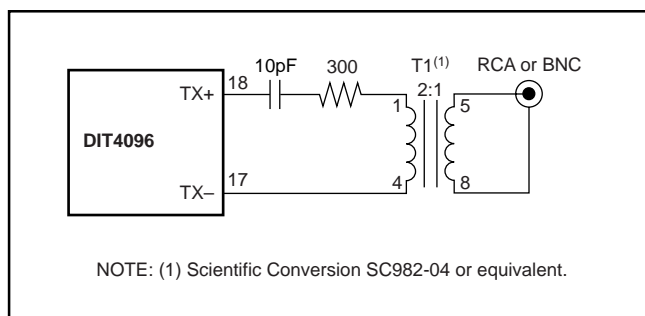 10pF 300 T1(1) RCA or BNC
2:1
TX+ 18
1 5
DIT4096
TX– 17
4 8
NOTE: (1) Scientific Conversion SC982-04 or equivalent.